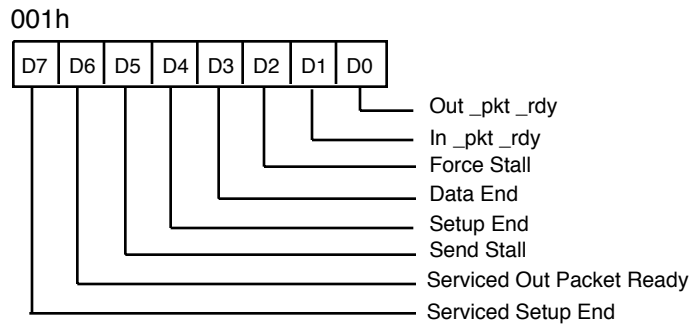 001h
D7 D6 D5 D4 D3 D2 D1 D0
Out _pkt _rdy
In _pkt _rdy
Force Stall
Data End
Setup End
Send Stall
Serviced Out Packet Ready
Serviced Setup End